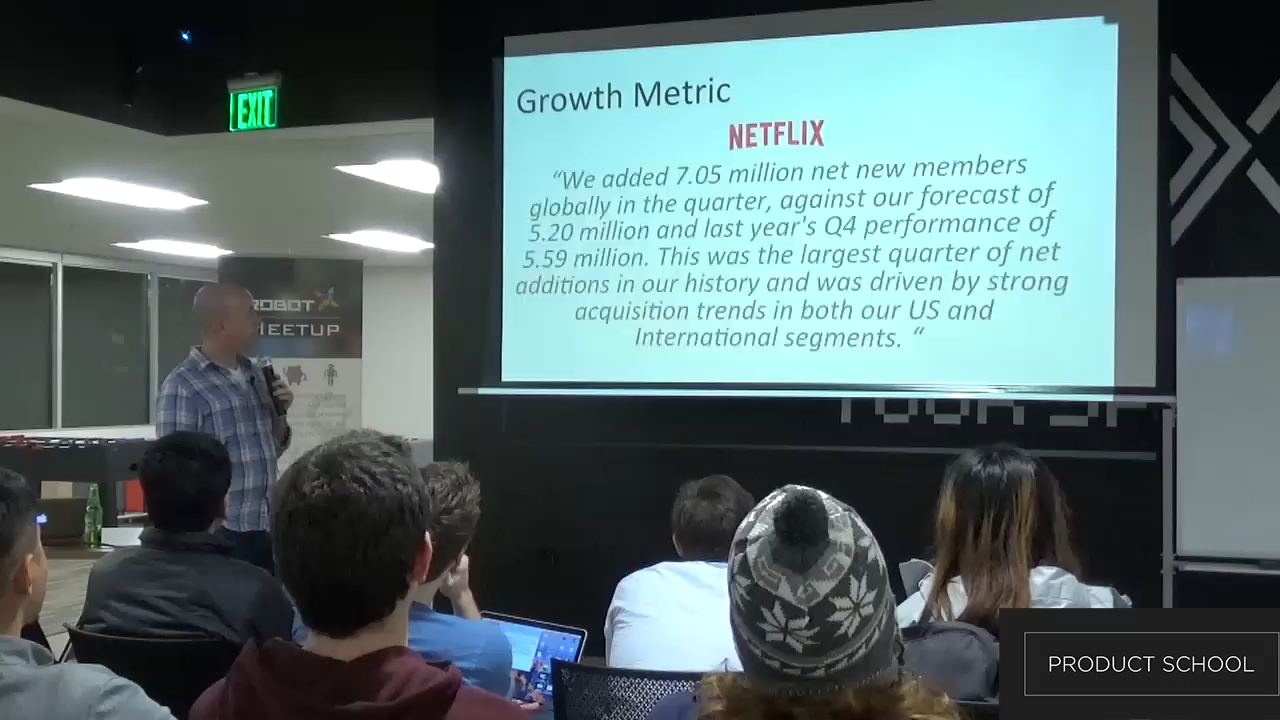 EXIT
Growth Metric
NETFLIX
“We added 7.05 million net new members
globally in the quarter, against our forecast of
5.20 million and last year's Q4 performance of
5.59 million. This was the largest quarter of net
additions in our history and was driven by strong
acquisition trends in both our US and
International segments. “
ROBOT
MEETUP
PRODUCT SCHOOL